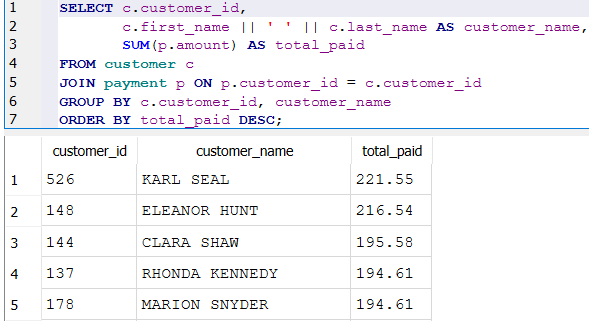 1 SELECT c.customer_id,
2 c.first_name || ' ' || c.last_name AS customer_name,
3 SUM(p.amount) AS total_paid
4 FROM customer c
5 JOIN payment p ON p.customer_id = c.customer_id
6 GROUP BY c.customer_id, customer_name
7 ORDER BY total_paid DESC;
customer_id customer_name total_paid
1 526 KARL SEAL 221.55
2 148 ELEANOR HUNT 216.54
3 144 CLARA SHAW 195.58
4 137 RHONDA KENNEDY 194.61
5 178 MARION SNYDER 194.61